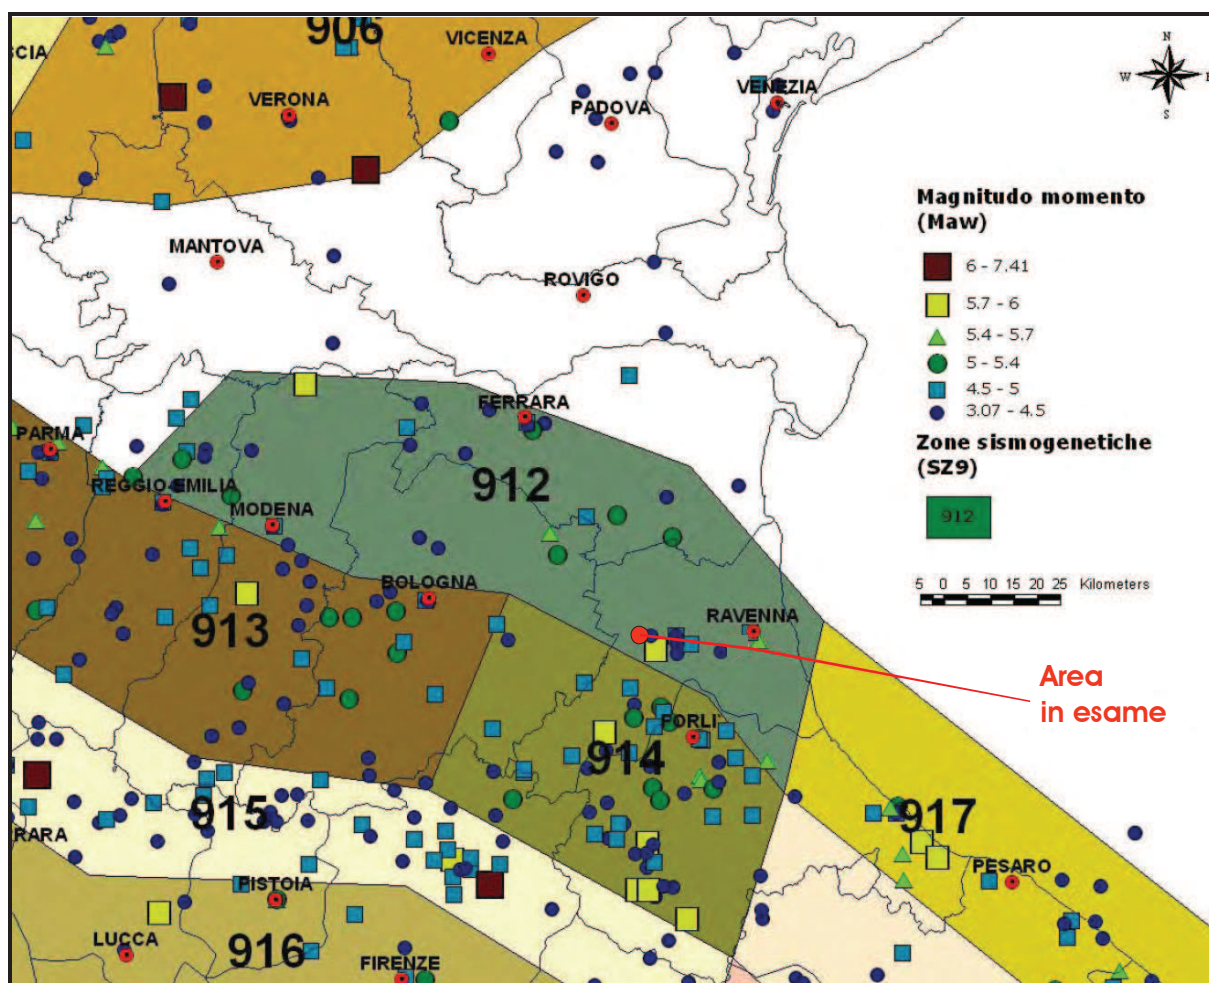 906
VICENZA
SCIA
VERONA
PADOVA
VENEZIA
N
W
S
MANTOVA
ROVIGO
Magnitudo momento
(Maw)
6 - 7.41
5.7 - 6
5.4 - 5.7
5 - 5.4
4.5 - 5
3.07 - 4.5
Zone sismogenetiche
(SZ9)
912
5 0 5 10 15 20 25 Kilometers
FERRARA
PARMA
912
REGGIO EMILIA
MODENA
BOLOGNA
913
RAVENNA
Area
in esame
FORLI'
914
915
917
RARA
PESARO
PISTOIA
LUCCA
916
FIRENZE